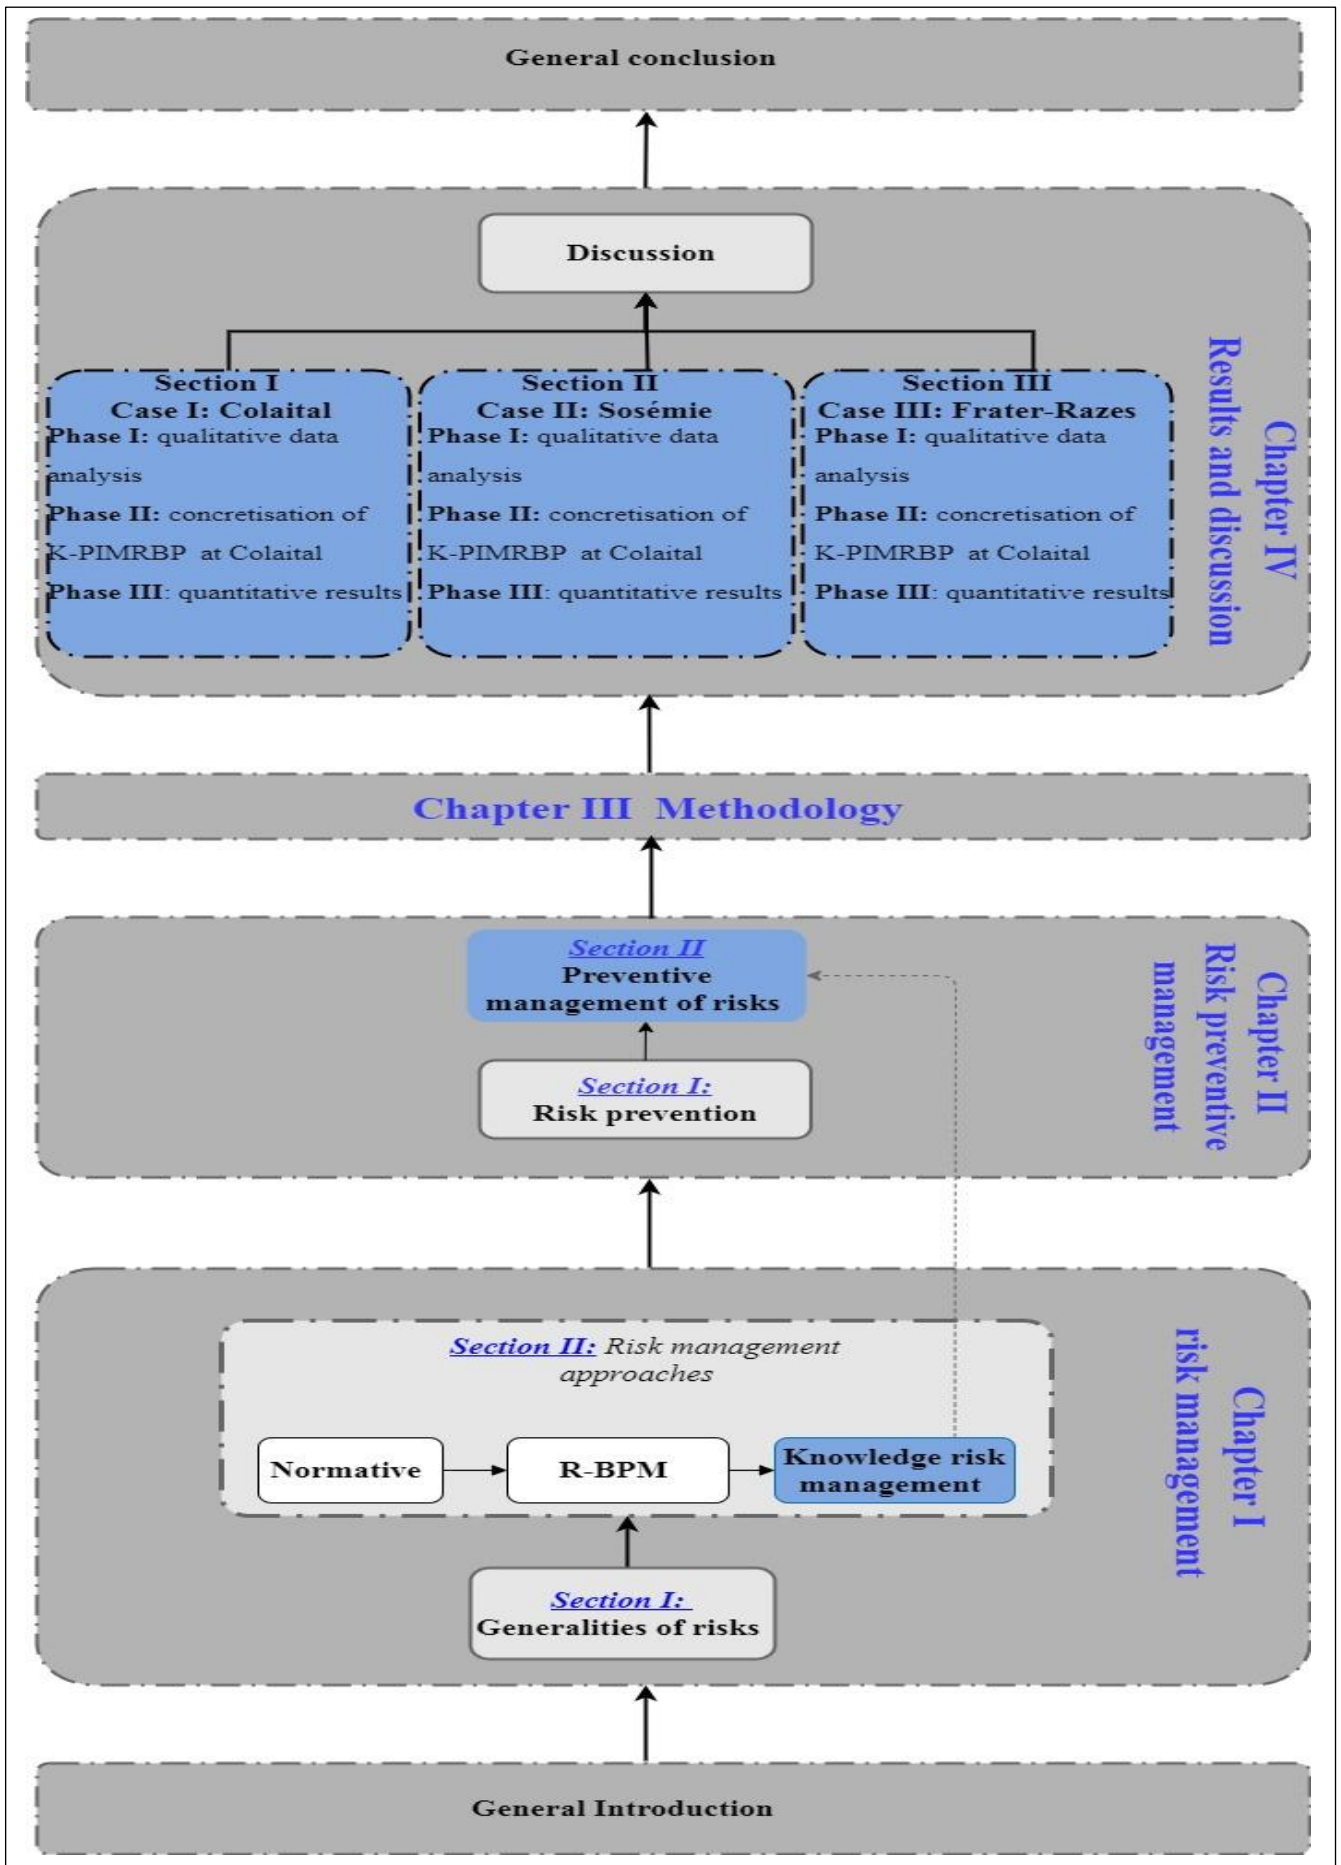 General conclusion
Discussion
Section I
Case I: Colaital
Phase I: qualitative data
analysis
Phase II: concretisation of
K-PIMRBP at Colaital
Phase III: quantitative results
Section II
Case II: Sosémie
Phase I: qualitative data
analysis
Phase II: concretisation of
K-PIMRBP at Colaital
Phase III: quantitative results
Section III
Case III: Frater-Razes
Phase I: qualitative data
analysis
Phase II: concretisation of
K-PIMRBP at Colaital
Phase III: quantitative results
Chapter IV
Results and discussion
Chapter III Methodology
Section II
Preventive
management of risks
Section I:
Risk prevention
Chapter II
Risk preventive
management
Section II: Risk management
approaches
Normative
R-BPM
Knowledge risk
management
Section I:
Generalities of risks
Chapter I
risk management
General Introduction